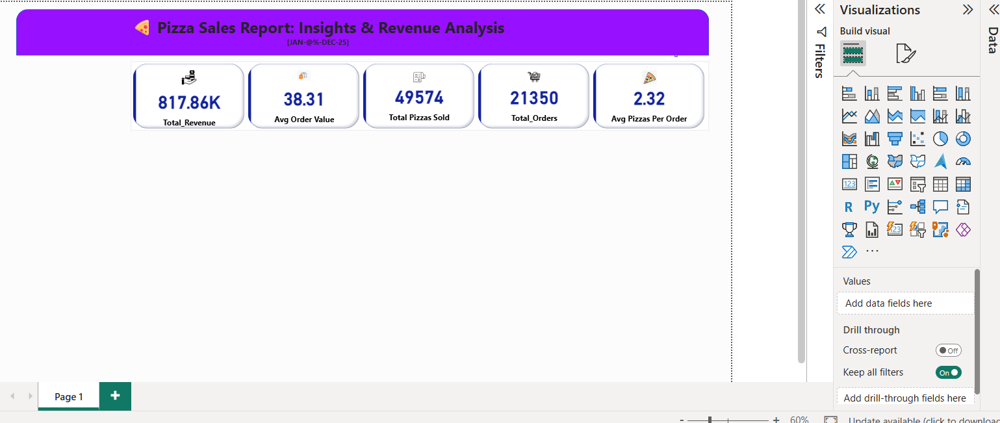 Pizza Sales Report: Insights & Revenue Analysis
[JAN-@%-DEC-25]
817.86K
Total_Revenue
38.31
Avg Order Value
49574
Total Pizzas Sold
21350
Total_Orders
2.32
Avg Pizzas Per Order
Filters
Visualizations
Build visual
123
R
Py
123
...
Values
Add data fields here
Drill through
Cross-report
Off
Keep all filters
On
Add drill-through fields here
Data
Page 1
+
- + 60%
Update available (click to download